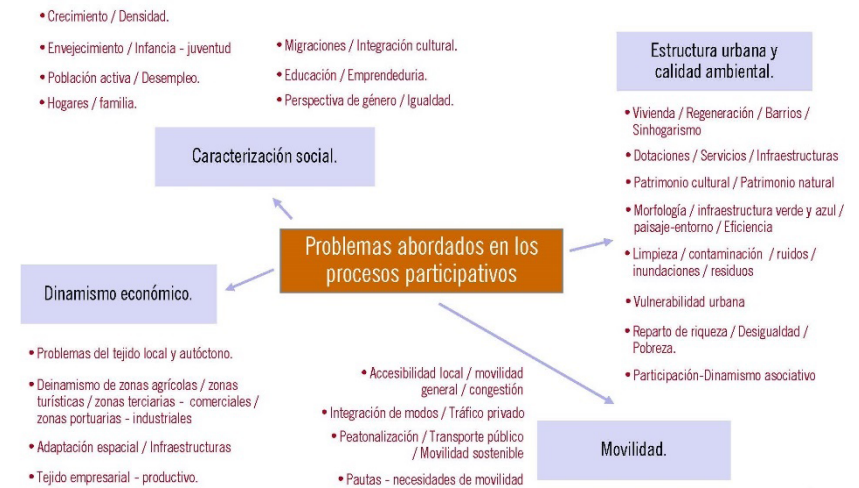 • Crecimiento / Densidad.
• Envejecimiento / Infancia - juventud
• Población activa / Desempleo.
• Hogares / familia.
• Migraciones / Integración cultural.
• Educación / Emprendeduria.
• Perspectiva de género / Igualdad.
Caracterización social.
Estructura urbana y
calidad ambiental.
• Vivienda / Regeneración / Barrios /
Sinhogarismo
• Dotaciones / Servicios / Infraestructuras
• Patrimonio cultural / Patrimonio natural
• Morfología / infraestructura verde y azul /
paisaje-entorno / Eficiencia
• Limpieza / contaminación / ruidos /
inundaciones / residuos
• Vulnerabilidad urbana
• Reparto de riqueza / Desigualdad /
Pobreza.
• Participación-Dinamismo asociativo
Problemas abordados en los
procesos participativos
Dinamismo económico.
• Problemas del tejido local y autóctono.
• Deinamismo de zonas agrícolas / zonas
turísticas / zonas terciarias - comerciales /
zonas portuarias - industriales
• Adaptación espacial / Infraestructuras
• Tejido empresarial - productivo.
• Accesibilidad local / movilidad
general / congestión
• Integración de modos / Tráfico privado
• Peatonalización / Transporte público
/ Movilidad sostenible
• Pautas - necesidades de movilidad
Movilidad.